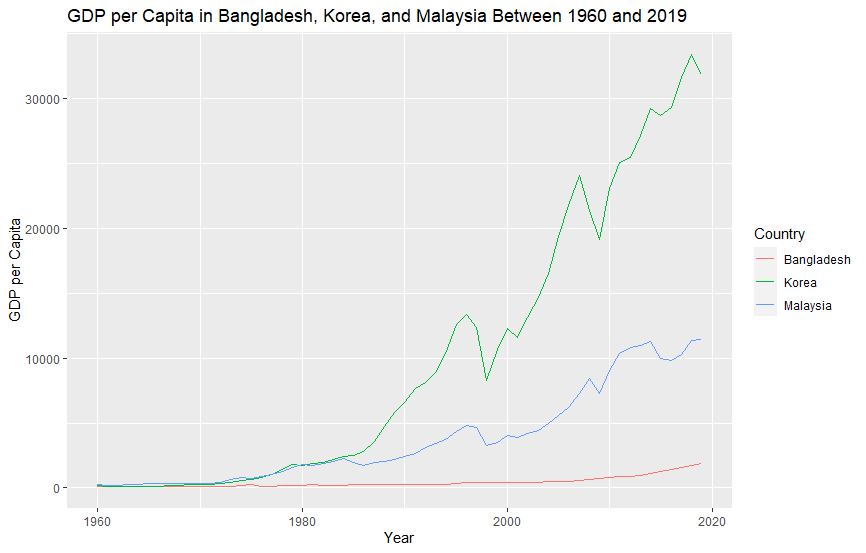 GDP per Capita in Bangladesh, Korea, and Malaysia Between 1960 and 2019
GDP per Capita
30000
20000
10000
0
1960
1980
2000
2020
Year
Country
Bangladesh
Korea
Malaysia